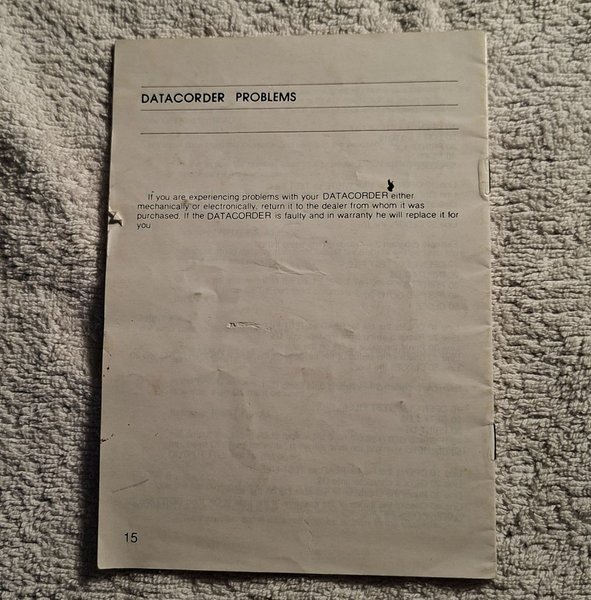 DATACORDER PROBLEMS
If you are experiencing problems with your DATACORDER either
mechanically or electronically, return it to the dealer from whom it was
purchased. If the DATACORDER is faulty and in warranty he will replace it for
you
15